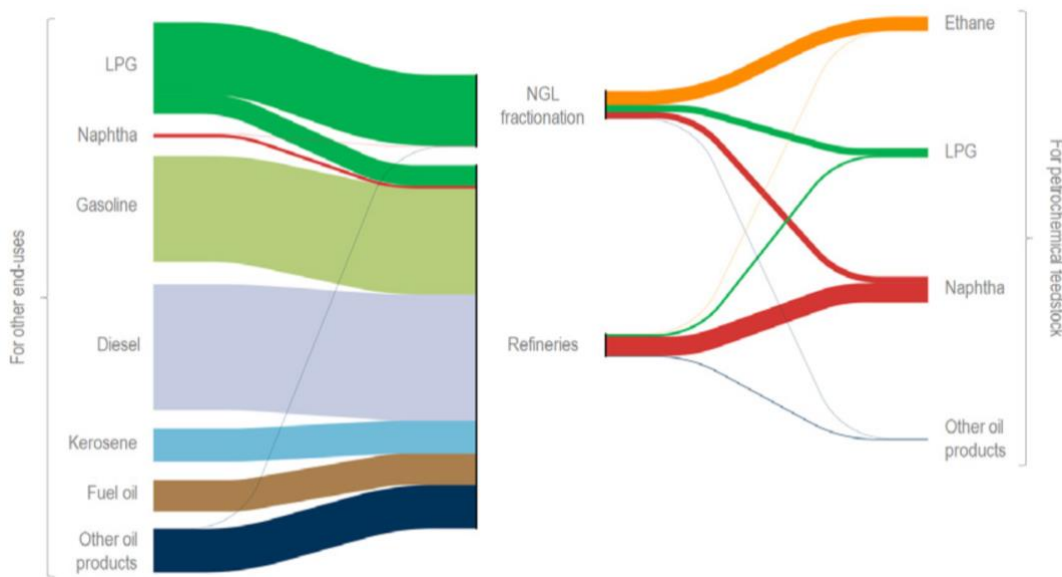 For other end-uses
LPG
Naphtha
Gasoline
Diesel
Kerosene
Fuel oil
Other oil
products
NGL
fractionation
Refineries
Ethane
LPG
Naphtha
Other oil
products
For petrochemical feedstock